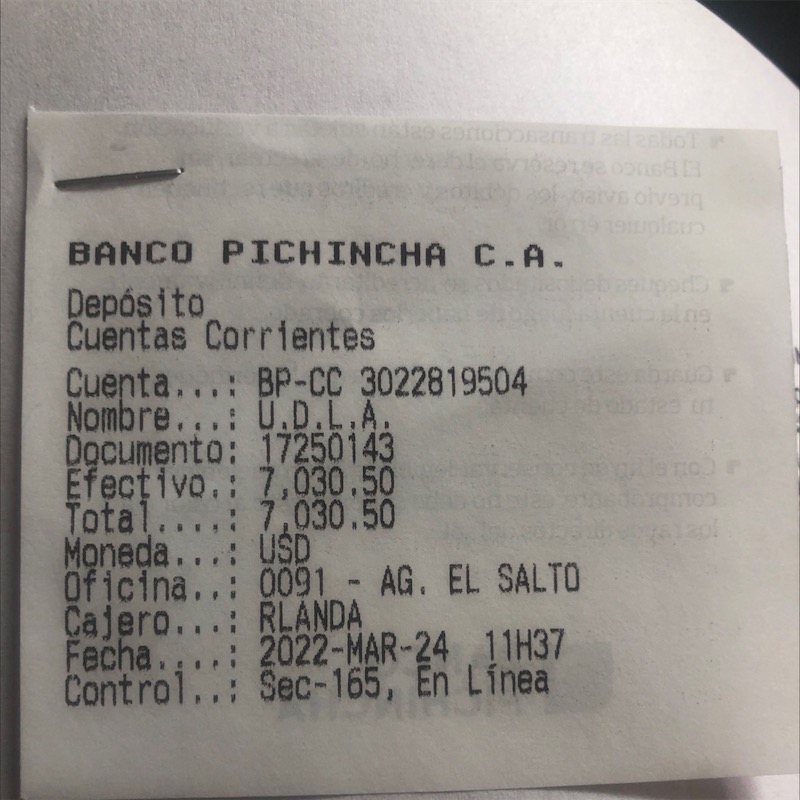 BANCO PICHINCHA C.A.
Depósito
Cuentas Corrientes
Cuenta...: BP-CC 3022819504
Nombre...: U.D.L.A.
Documento: 17250143
Efectivo.: 7,030.50
Total....: 7,030.50
Moneda...: USD
Oficina..: 0091 - AG. EL SALTO
Cajero...: RLANDA
Fecha....: 2022-MAR-24 11H37
Control..: Sec-165, En Línea